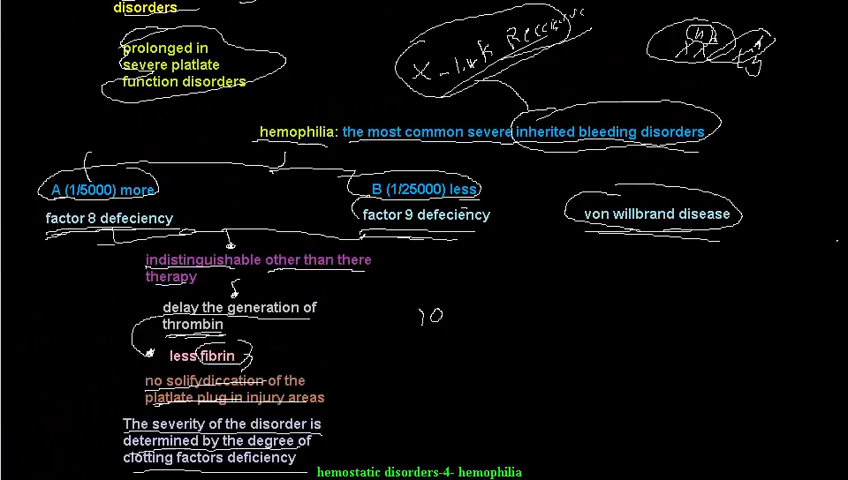 disorders
prolonged in
severe platlate
function disorders
X-link Recessive
hemophilia: the most common severe inherited bleeding disorders
A (1/5000) more
B (1/25000) less
factor 8 defeciency
factor 9 defeciency
von willbrand disease
indistinguishable other than there
therapy
delay the generation of
thrombin
10
less fibrin
no solifydiccation of the
platlate plug in injury areas
The severity of the disorder is
determined by the degree of
clotting factors deficiency
hemostatic disorders-4- hemophilia